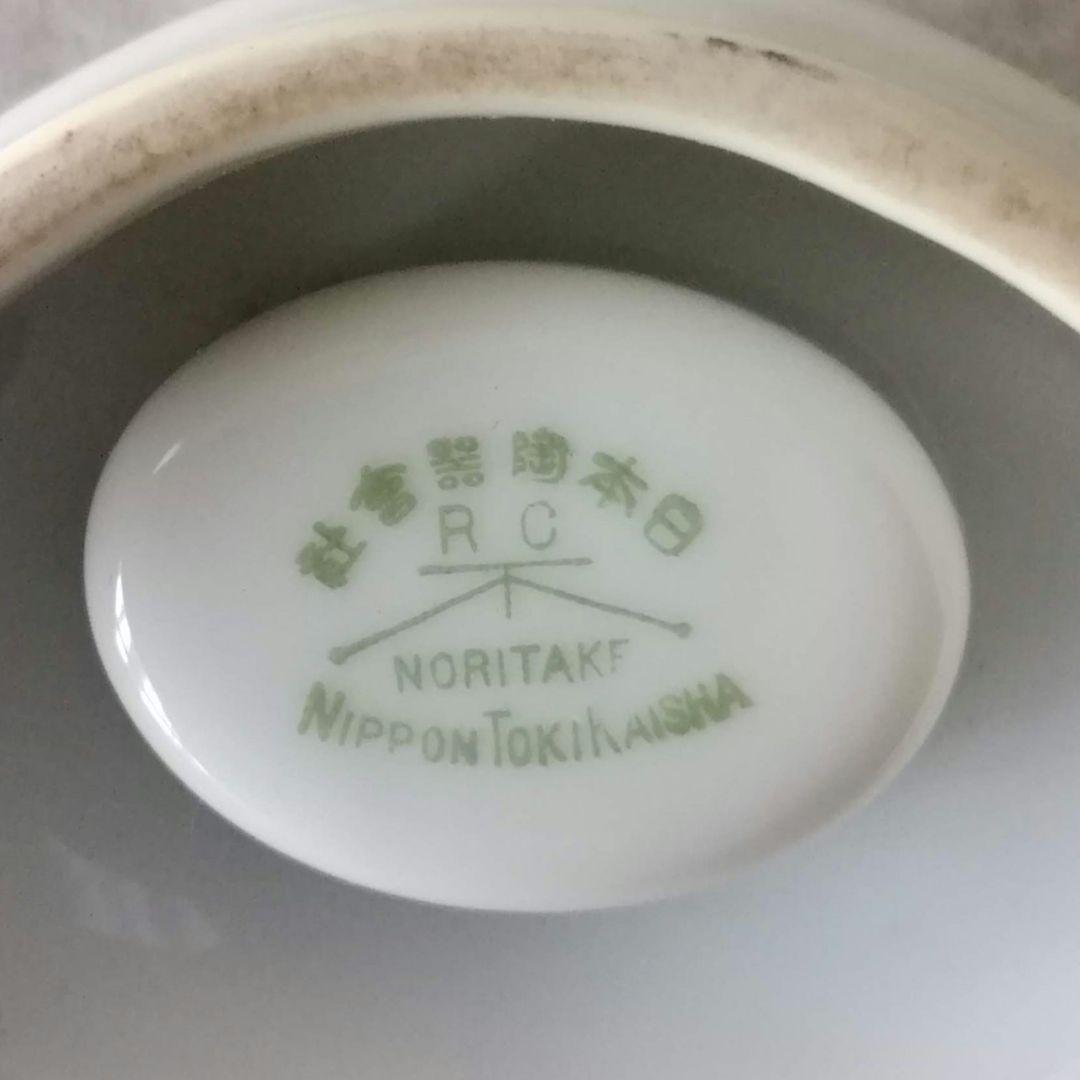 日本陶器會社
R C
NORITAKE
NIPPON TOKI KAISHA